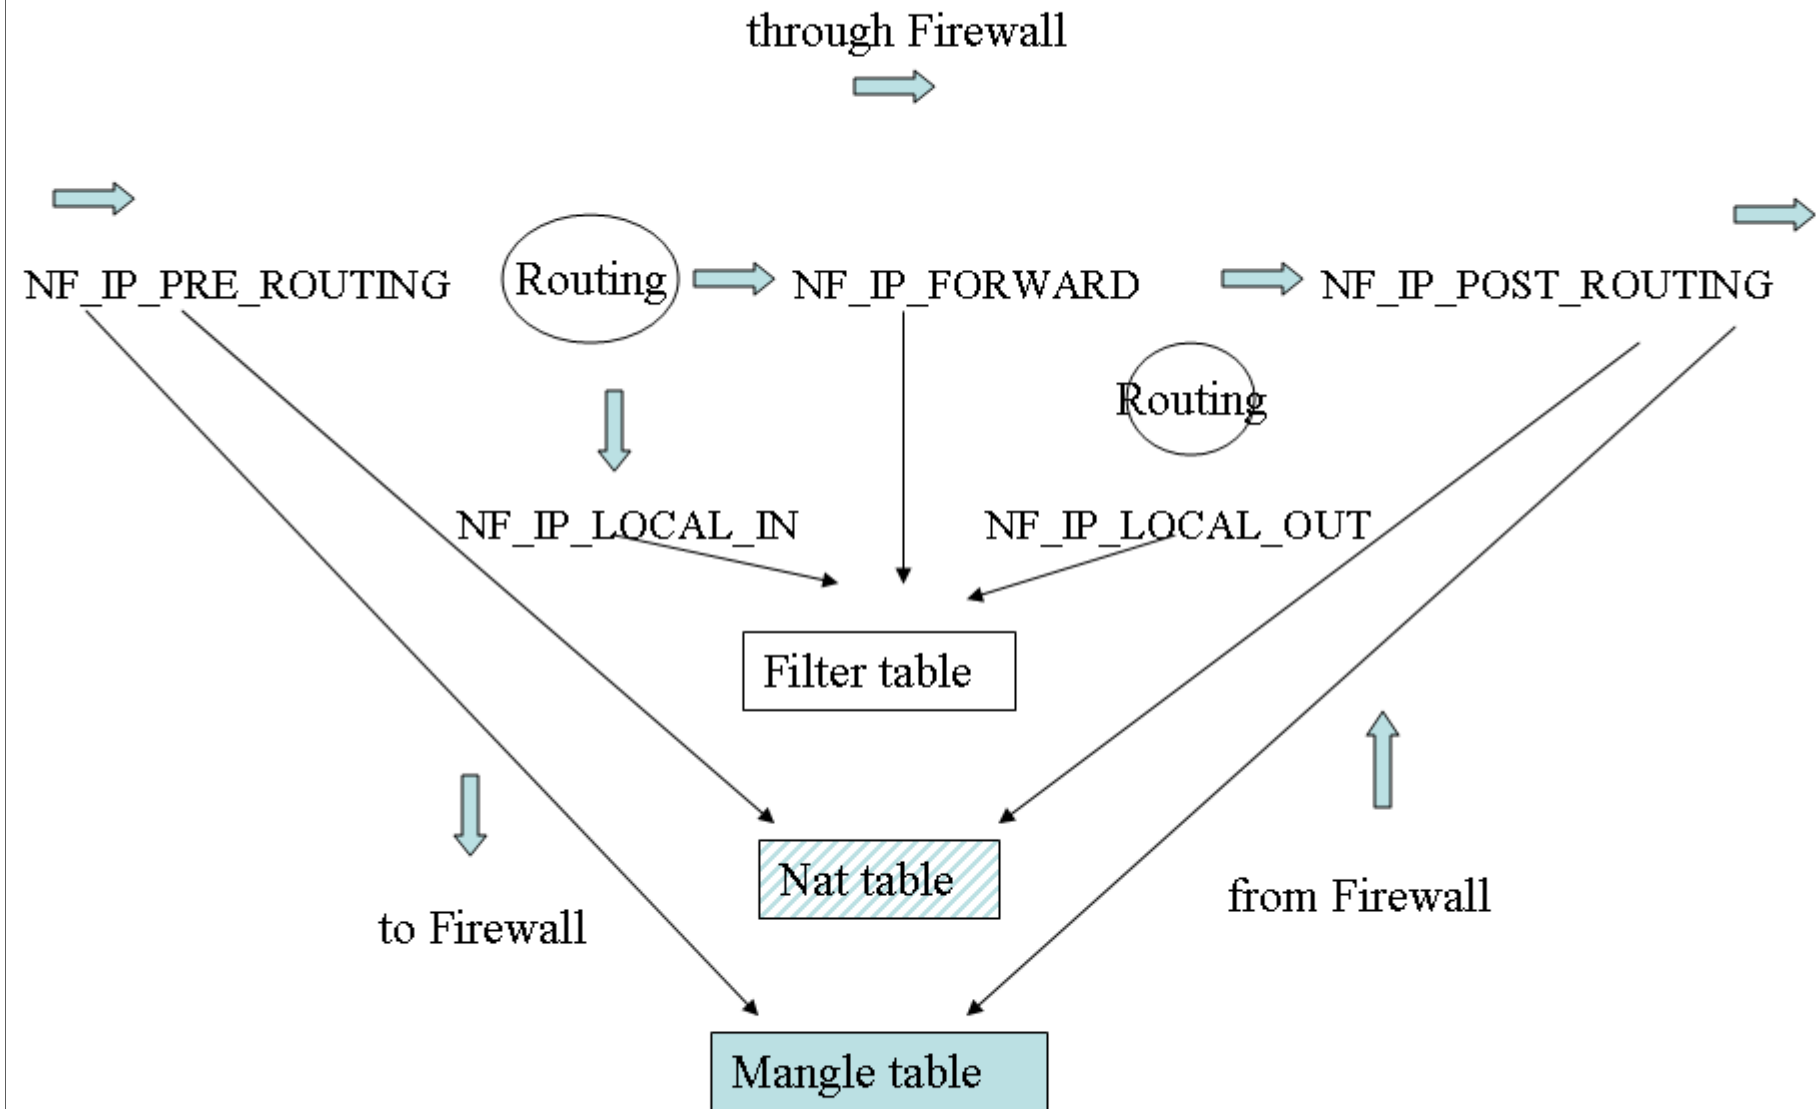 through Firewall
NF_IP_PRE_ROUTING
Routing
NF_IP_FORWARD
NF_IP_POST_ROUTING
Routing
NF_IP_LOCAL_IN
NF_IP_LOCAL_OUT
Filter table
Nat table
to Firewall
from Firewall
Mangle table